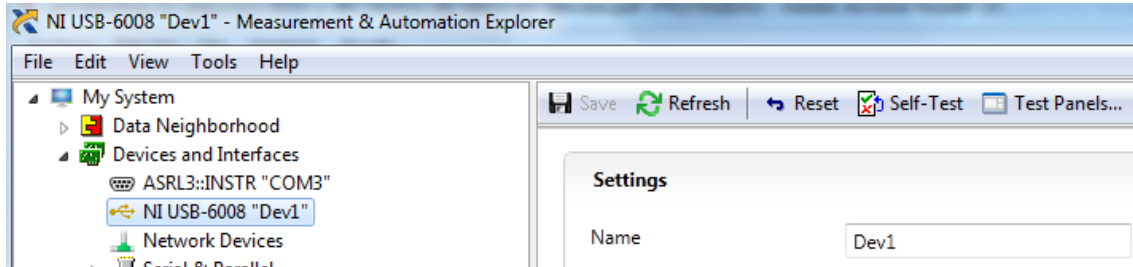 NI USB-6008 "Dev1" - Measurement & Automation Explorer
File Edit View Tools Help
My System
Data Neighborhood
Devices and Interfaces
ASRL3::INSTR "COM3"
NI USB-6008 "Dev1"
Network Devices
Serial & Parallel
Save Refresh Reset Self-Test Test Panels...
Settings
Name Dev1